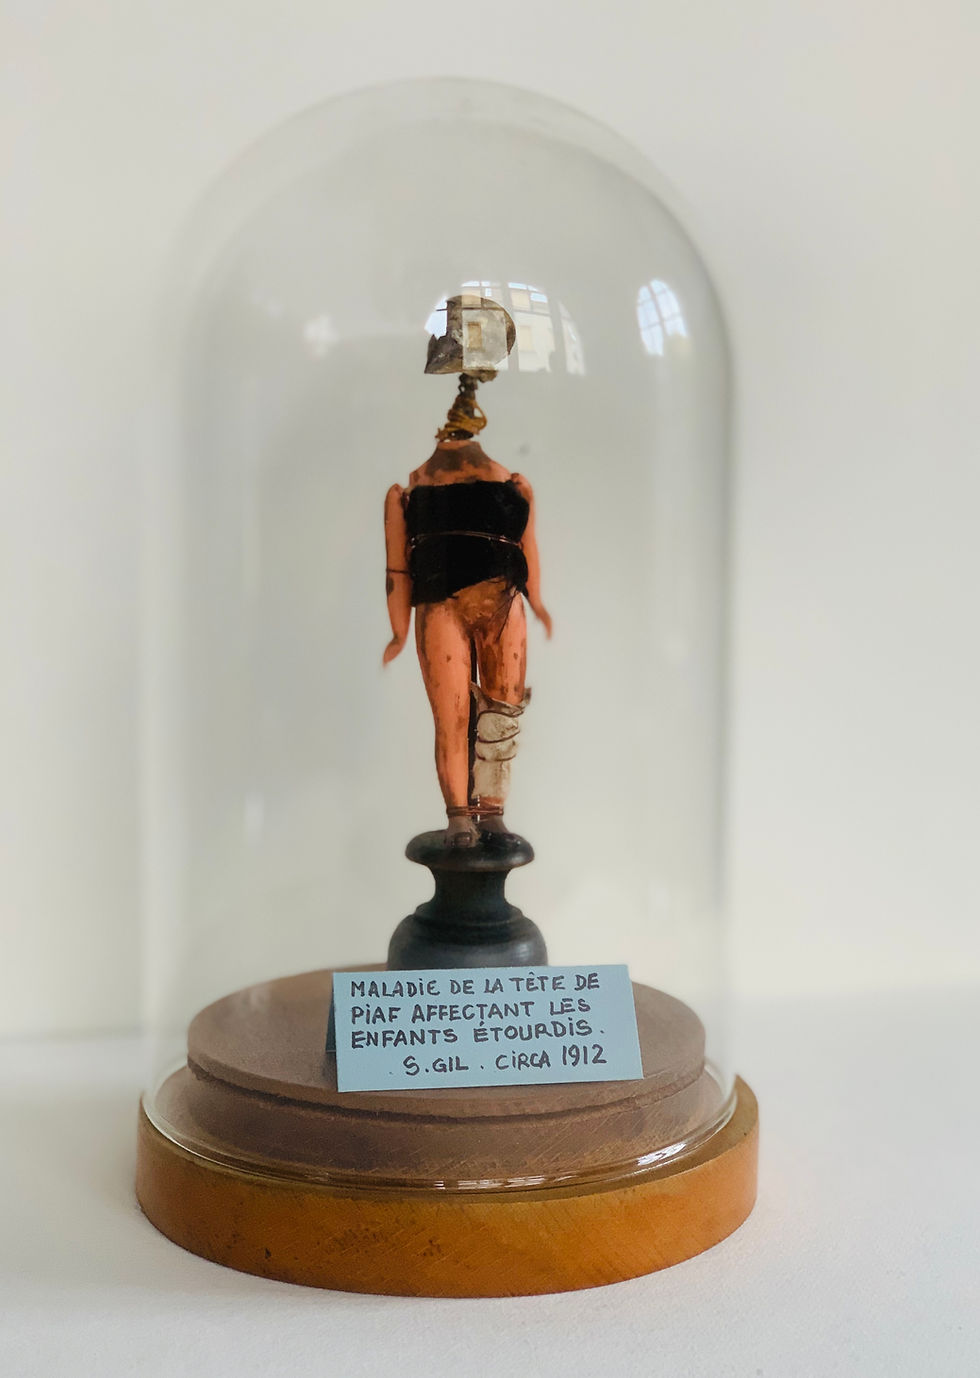 MALADIE DE LA TÊTE DE
PIAF AFFECTANT LES
ENFANTS ÉTOURDIS.
S.GIL. CIRCA 1912